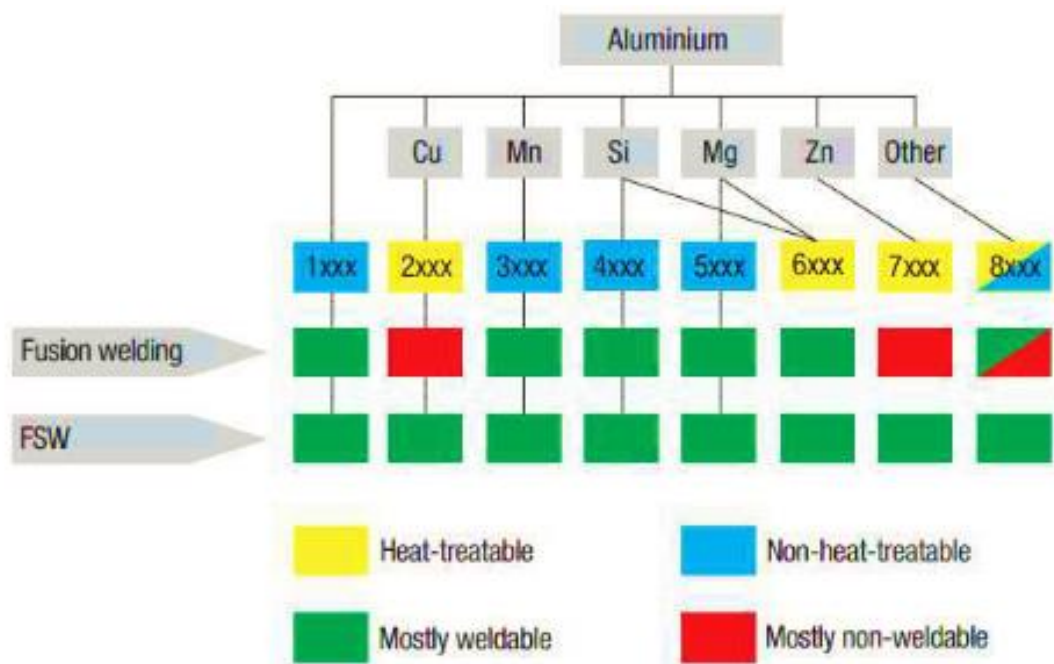 Aluminium
Cu Mn Si Mg Zn Other
1xxx 2xxx 3xxx 4xxx 5xxx 6xxx 7xxx 8xxx
Fusion welding
FSW
Heat-treatable Non-heat-treatable
Mostly weldable Mostly non-weldable